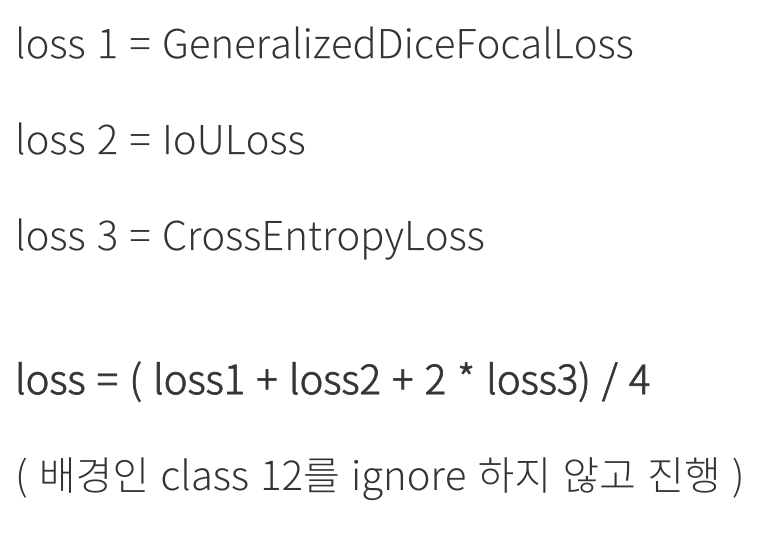 loss 1 = GeneralizedDiceFocalLoss
loss 2 = IoULoss
loss 3 = CrossEntropyLoss
loss = ( loss1 + loss2 + 2 * loss3) / 4
( 배경인 class 12를 ignore 하지 않고 진행 )